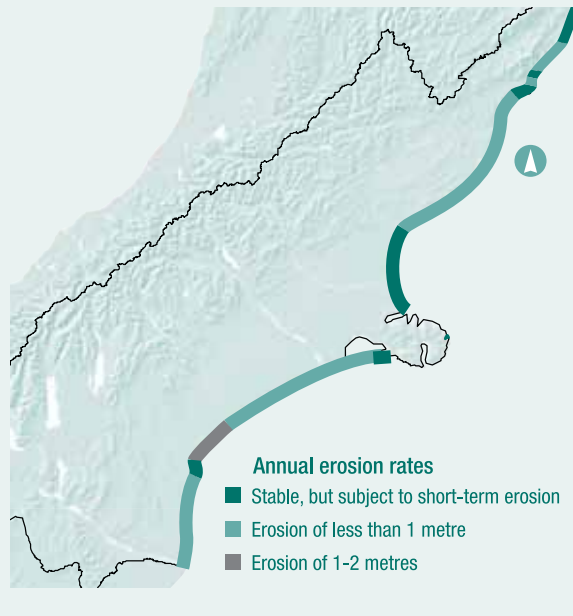 Annual erosion rates
Stable, but subject to short-term erosion
Erosion of less than 1 metre
Erosion of 1-2 metres